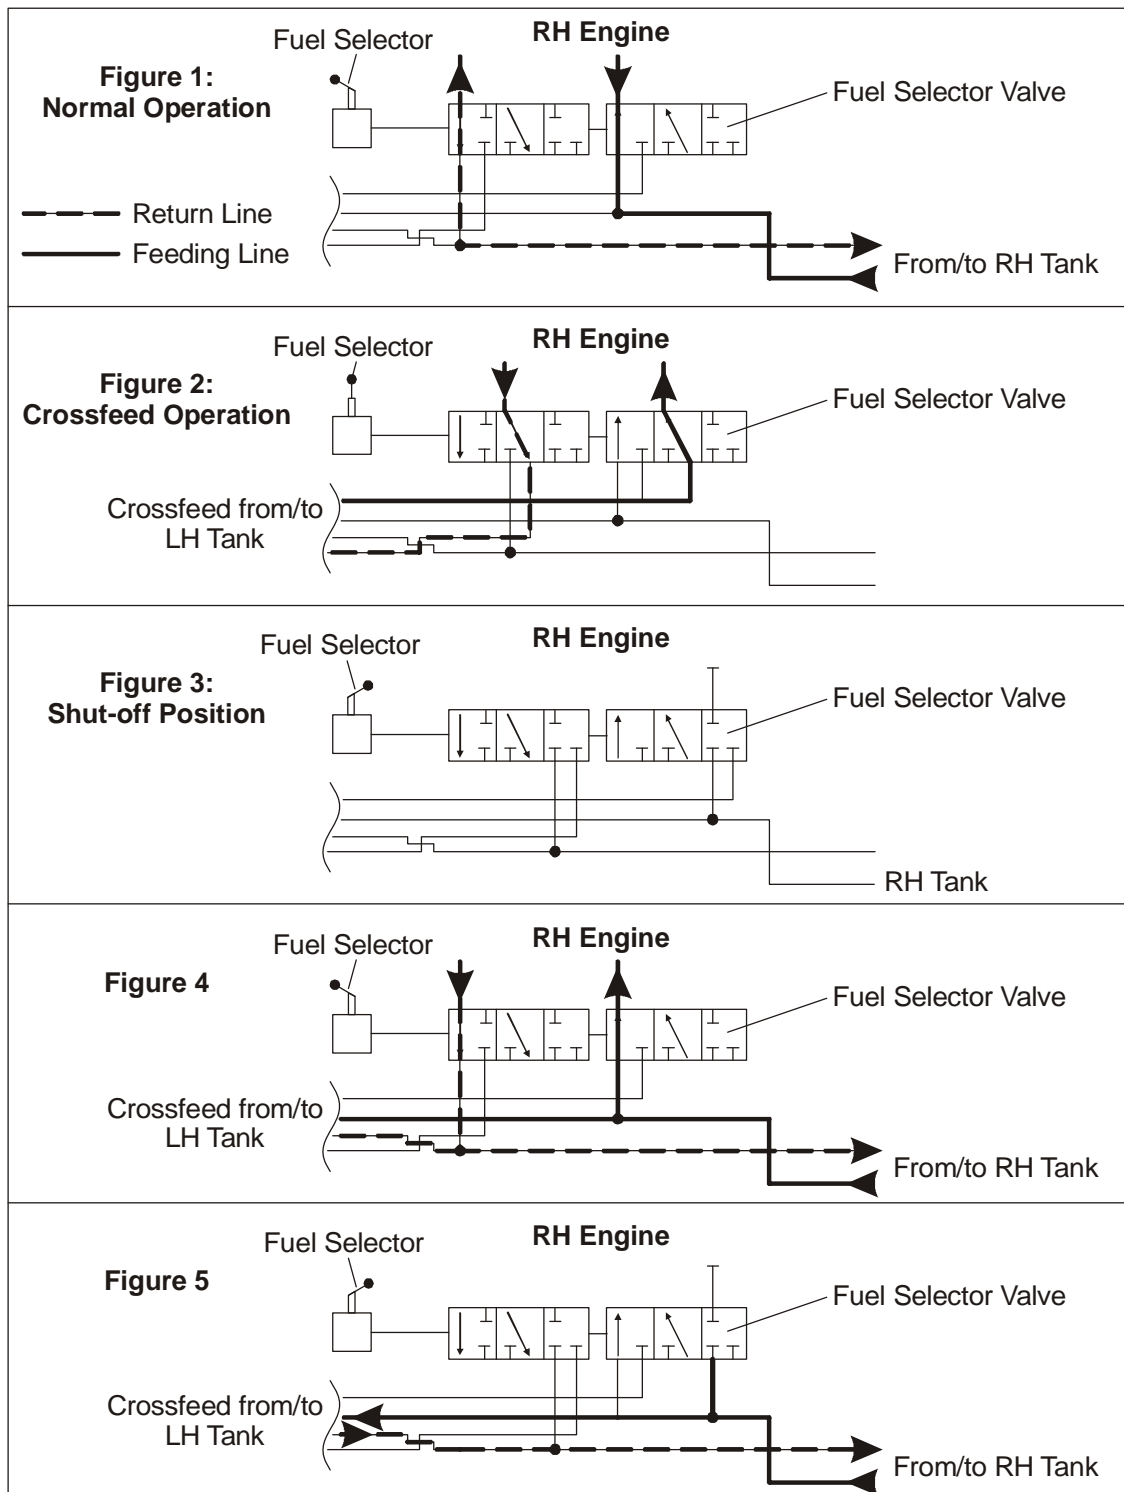 Fuel Selector
RH Engine
Figure 1:
Normal Operation
Fuel Selector Valve
Return Line
Feeding Line
From/to RH Tank
Fuel Selector
RH Engine
Figure 2:
Crossfeed Operation
Fuel Selector Valve
Crossfeed from/to
LH Tank
Fuel Selector
RH Engine
Figure 3:
Shut-off Position
Fuel Selector Valve
RH Tank
Fuel Selector
RH Engine
Figure 4
Fuel Selector Valve
Crossfeed from/to
LH Tank
From/to RH Tank
Fuel Selector
RH Engine
Figure 5
Fuel Selector Valve
Crossfeed from/to
LH Tank
From/to RH Tank